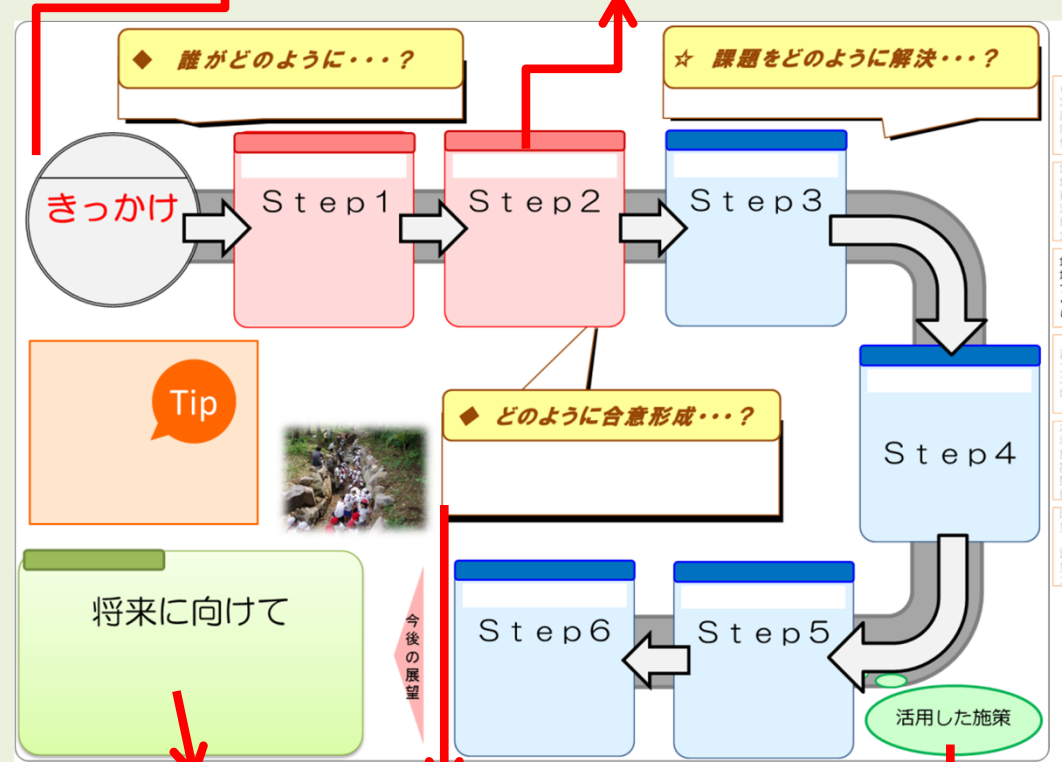 ◆ 誰がどのように・・・？
☆ 課題をどのように解決・・・？
きっかけ
Ｓｔｅｐ１
Ｓｔｅｐ２
Ｓｔｅｐ３
Tip
◆ どのように合意形成・・・？
Ｓｔｅｐ４
将来に向けて
今後の展望
Ｓｔｅｐ６
Ｓｔｅｐ５
活用した施策